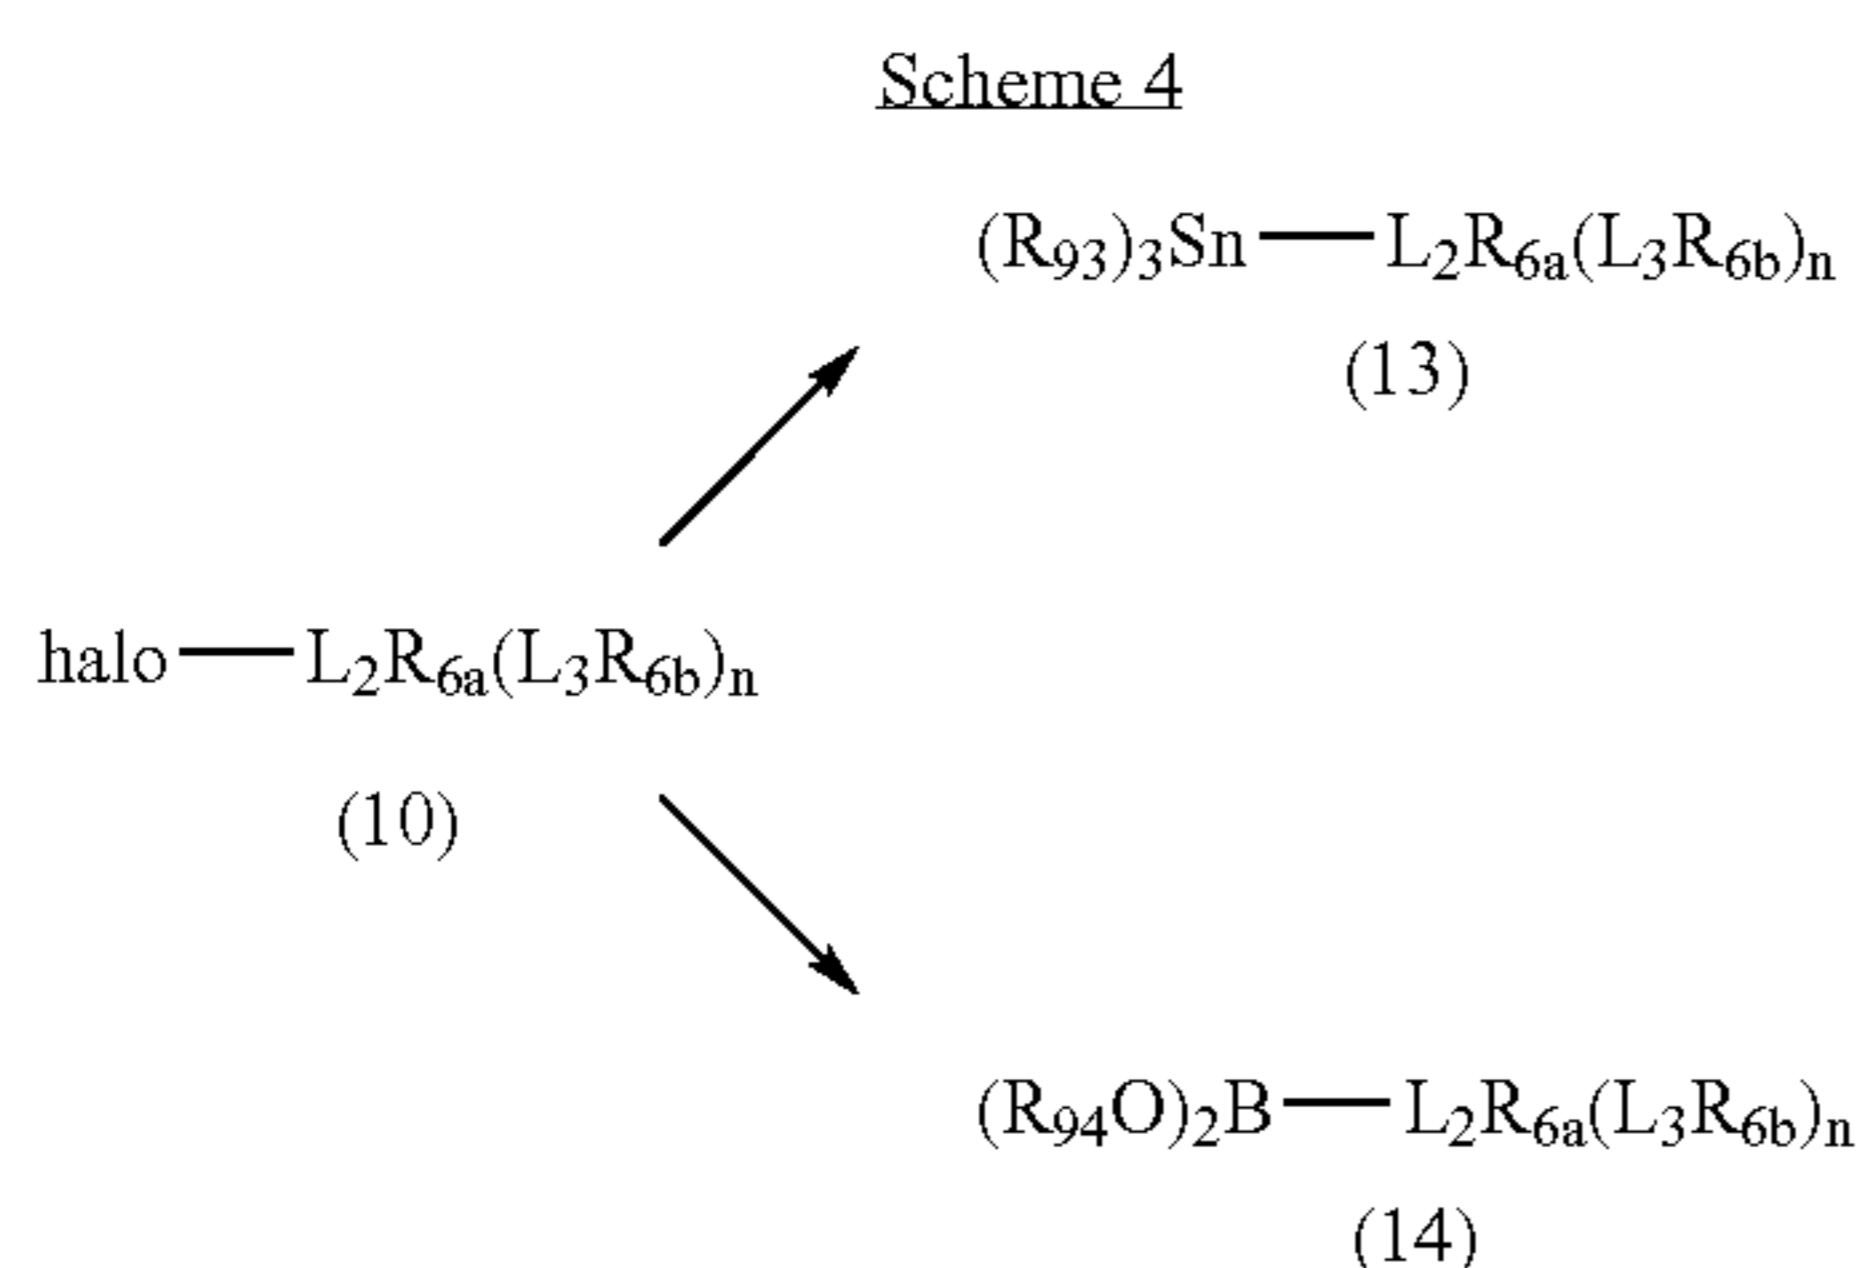 Scheme 4
(R₉₃)₃Sn—L₂R₆ₐ(L₃R₆b)ₙ
(13)
halo—L₂R₆ₐ(L₃R₆b)ₙ
(10)
(R₉₄O)₂B—L₂R₆ₐ(L₃R₆b)ₙ
(14)